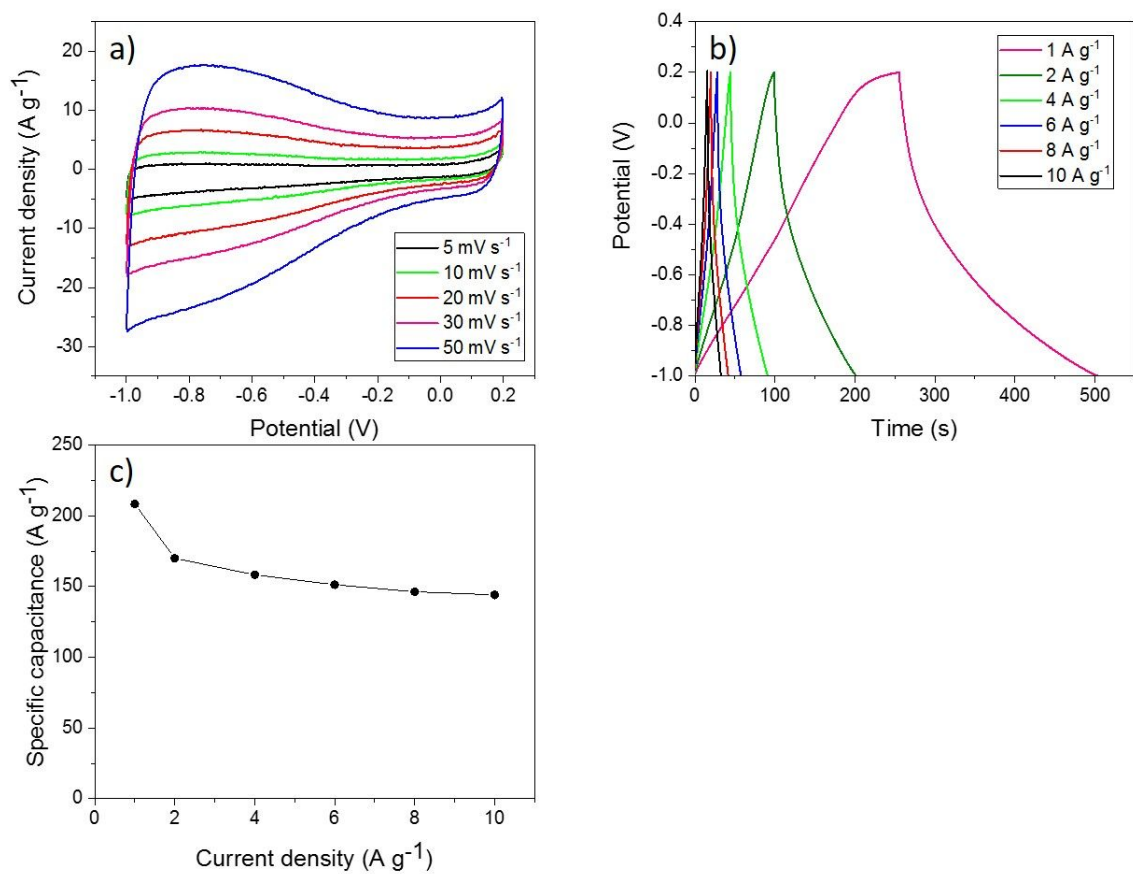 a)
Current density (A g⁻¹)
20
10
0
-10
-20
-30
5 mV s⁻¹
10 mV s⁻¹
20 mV s⁻¹
30 mV s⁻¹
50 mV s⁻¹
-1.0 -0.8 -0.6 -0.4 -0.2 0.0 0.2
Potential (V)
b)
Potential (V)
0.4
0.2
0.0
-0.2
-0.4
-0.6
-0.8
-1.0
1 A g⁻¹
2 A g⁻¹
4 A g⁻¹
6 A g⁻¹
8 A g⁻¹
10 A g⁻¹
0 100 200 300 400 500
Time (s)
c)
Specific capacitance (A g⁻¹)
250
200
150
100
50
0
0 2 4 6 8 10
Current density (A g⁻¹)